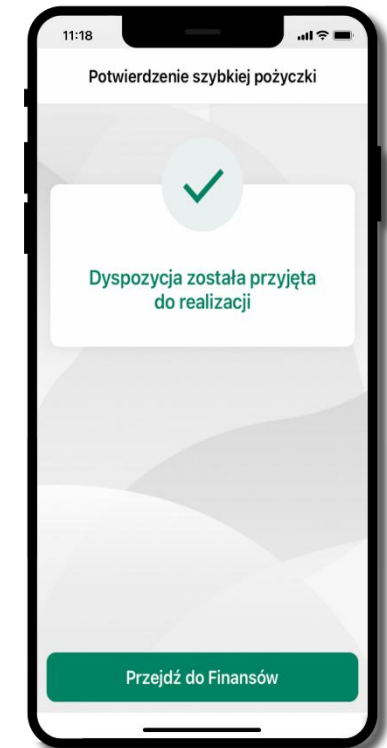 11:18
Potwierdzenie szybkiej pożyczki
Dyspozycja została przyjęta
do realizacji
Przejdź do Finansów